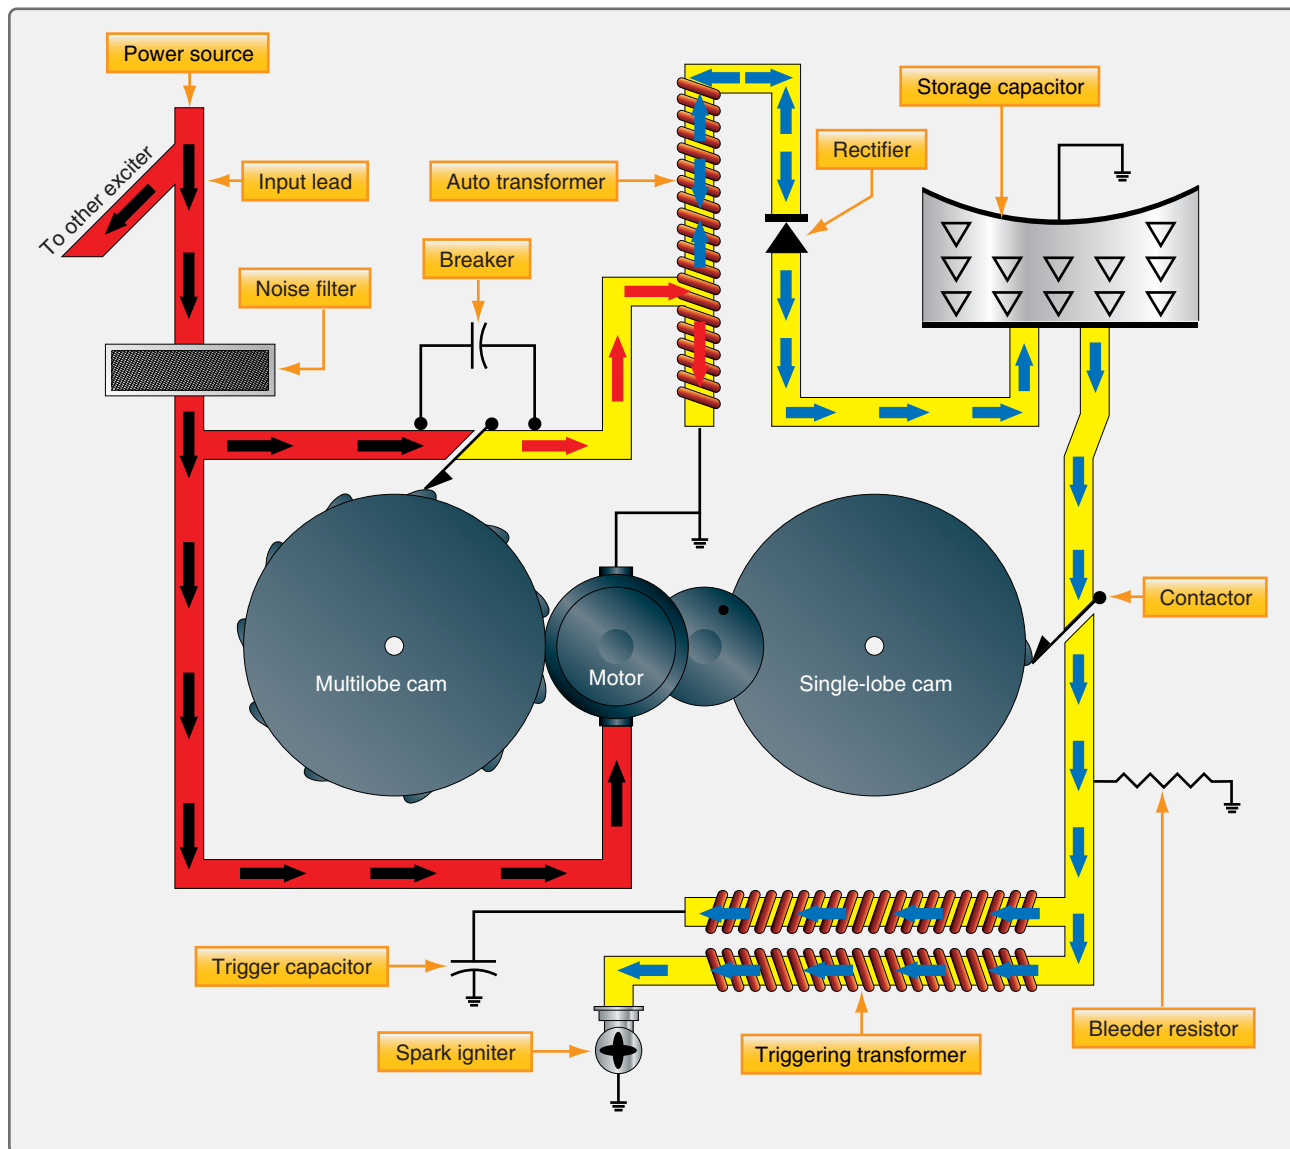 Power source
Storage capacitor
Rectifier
Input lead
Auto transformer
To other exciter
Breaker
Noise filter
Contactor
Multilobe cam
Motor
Single-lobe cam
Trigger capacitor
Bleeder resistor
Spark igniter
Triggering transformer